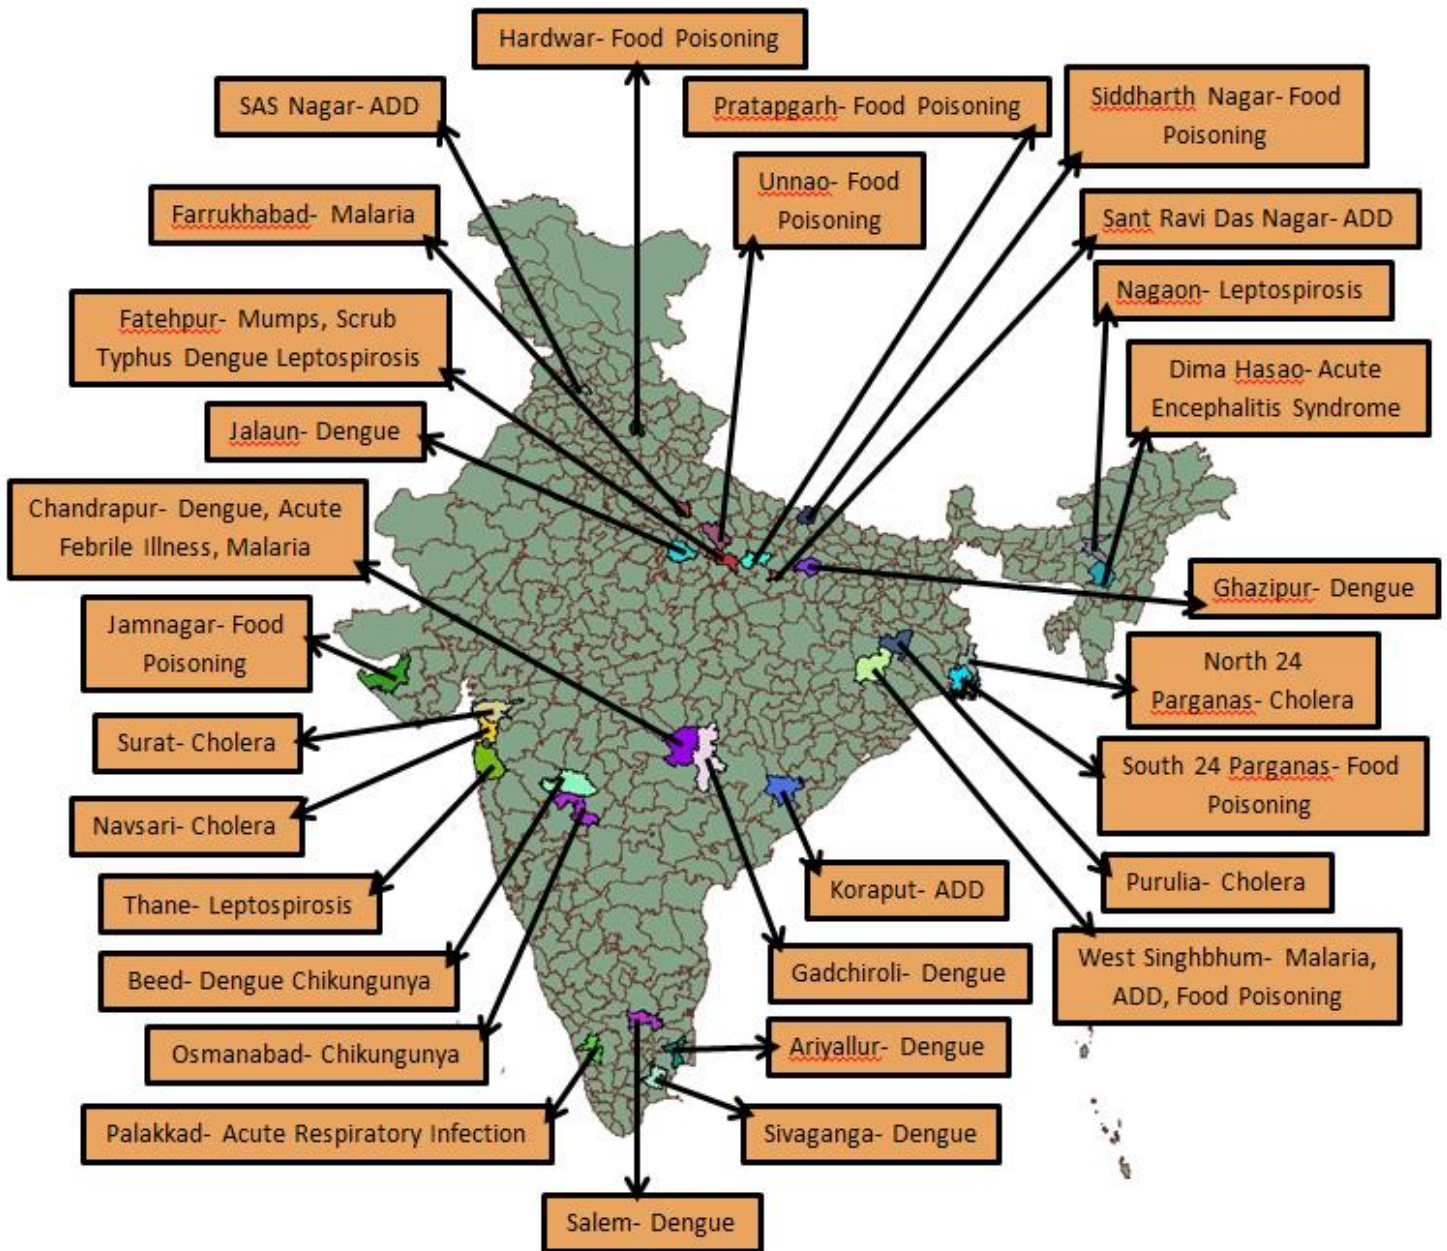 Hardwar- Food Poisoning
SAS Nagar- ADD
Pratapgarh- Food Poisoning
Siddharth Nagar- Food
Poisoning
Unnao- Food
Poisoning
Farrukhabad- Malaria
Sant Ravi Das Nagar- ADD
Nagaon- Leptospirosis
Fatehpur- Mumps, Scrub
Typhus Dengue Leptospirosis
Dima Hasao- Acute
Encephalitis Syndrome
Jalaun- Dengue
Chandrapur- Dengue, Acute
Febrile Illness, Malaria
Ghazipur- Dengue
Jamnagar- Food
Poisoning
North 24
Parganas- Cholera
Surat- Cholera
South 24 Parganas- Food
Poisoning
Navsari- Cholera
Purulia- Cholera
Koraput- ADD
Thane- Leptospirosis
West Singhbhum- Malaria,
ADD, Food Poisoning
Gadchiroli- Dengue
Beed- Dengue Chikungunya
Ariyallur- Dengue
Osmanabad- Chikungunya
Palakkad- Acute Respiratory Infection
Sivaganga- Dengue
Salem- Dengue